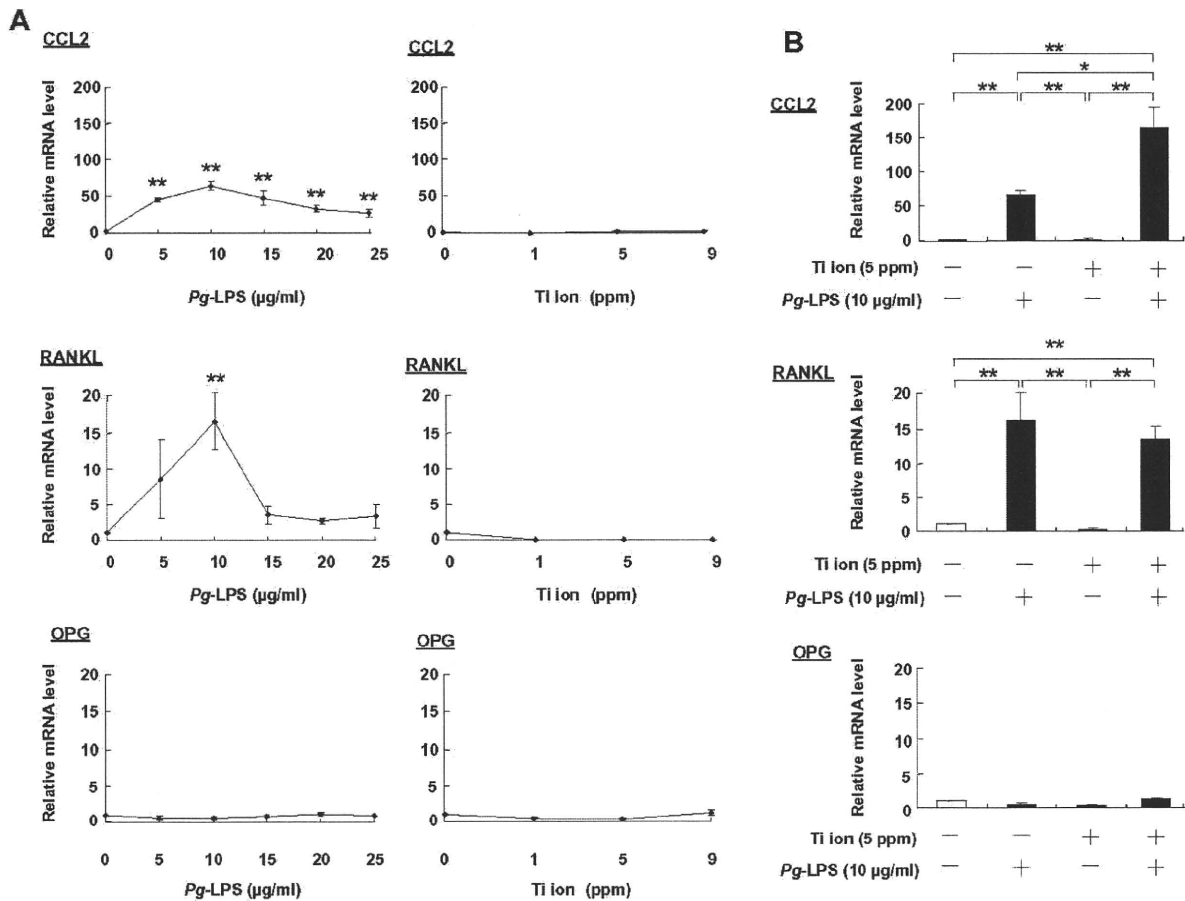 A
CCL2
Relative mRNA level
200
150
100
50
0
** ** ** ** **
0 5 10 15 20 25
Pg-LPS (µg/ml)
CCL2
200
150
100
50
0
0 1 5 9
Ti ion (ppm)
RANKL
Relative mRNA level
20
15
10
5
0
**
0 5 10 15 20 25
Pg-LPS (µg/ml)
RANKL
20
15
10
5
0
0 1 5 9
Ti ion (ppm)
OPG
Relative mRNA level
20
15
10
5
0
0 5 10 15 20 25
Pg-LPS (µg/ml)
OPG
20
15
10
5
0
0 1 5 9
Ti ion (ppm)
B
CCL2
**
*
** ** **
Relative mRNA level
200
150
100
50
0
Ti ion (5 ppm) — — + +
Pg-LPS (10 µg/ml) — + — +
RANKL
**
** ** **
Relative mRNA level
20
15
10
5
0
Ti ion (5 ppm) — — + +
Pg-LPS (10 µg/ml) — + — +
OPG
Relative mRNA level
20
15
10
5
0
Ti ion (5 ppm) — — + +
Pg-LPS (10 µg/ml) — + — +